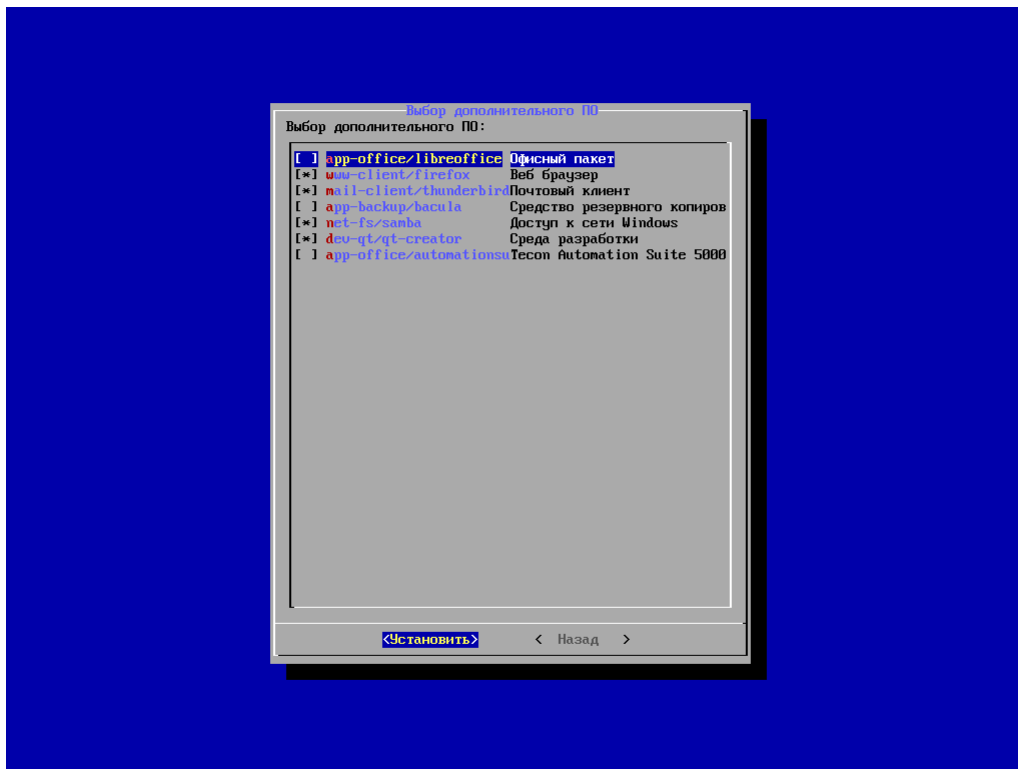 Выбор дополнительного ПО
Выбор дополнительного ПО:
[ ] app-office/libreoffice Офисный пакет
[*] www-client/firefox Веб браузер
[*] mail-client/thunderbird Почтовый клиент
[ ] app-backup/bacula Средство резервного копиров
[*] net-fs/samba Доступ к сети Windows
[*] dev-qt/qt-creator Среда разработки
[ ] app-office/automationsu Tecon Automation Suite 5000
<Установить> < Назад >